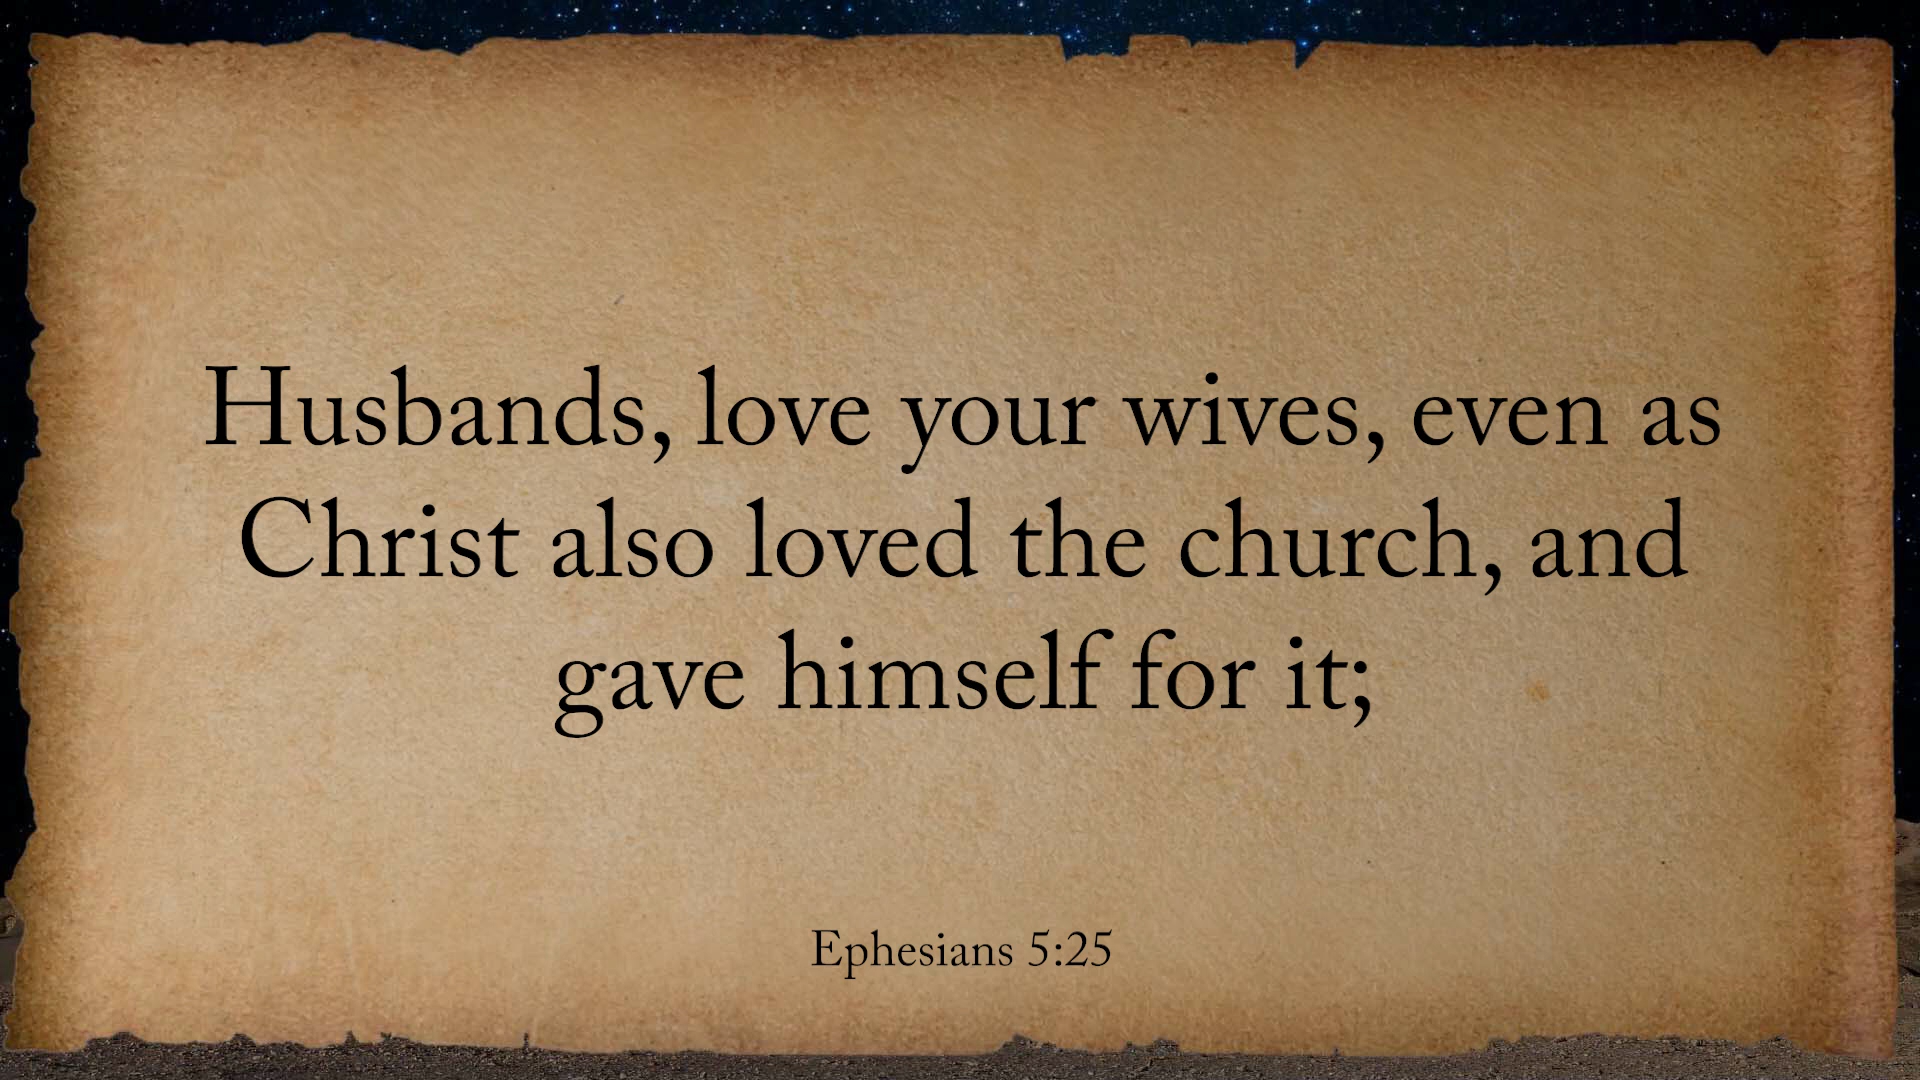 Husbands, love your wives, even as
Christ also loved the church, and
gave himself for it;
Ephesians 5:25